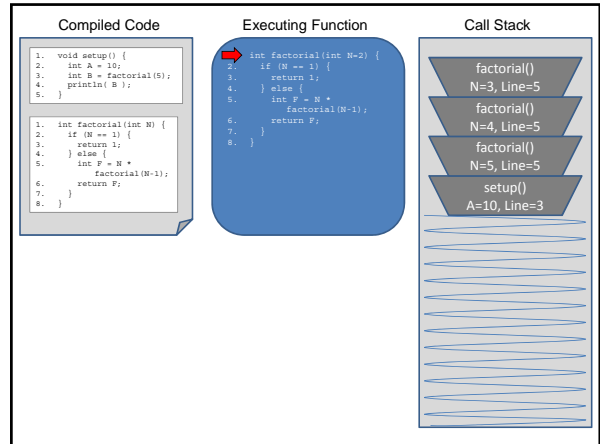 Compiled Code
1. void setup() {
2. int A = 10;
3. int B = factorial(5);
4. println( B );
5. }
1. int factorial(int N) {
2. if (N == 1) {
3. return 1;
4. } else {
5. int F = N *
factorial(N-1);
6. return F;
7. }
8. }
Executing Function
int factorial(int N=2) {
2. if (N == 1) {
3. return 1;
4. } else {
5. int F = N *
factorial(N-1);
6. return F;
7. }
8. }
Call Stack
factorial()
N=3, Line=5
factorial()
N=4, Line=5
factorial()
N=5, Line=5
setup()
A=10, Line=3